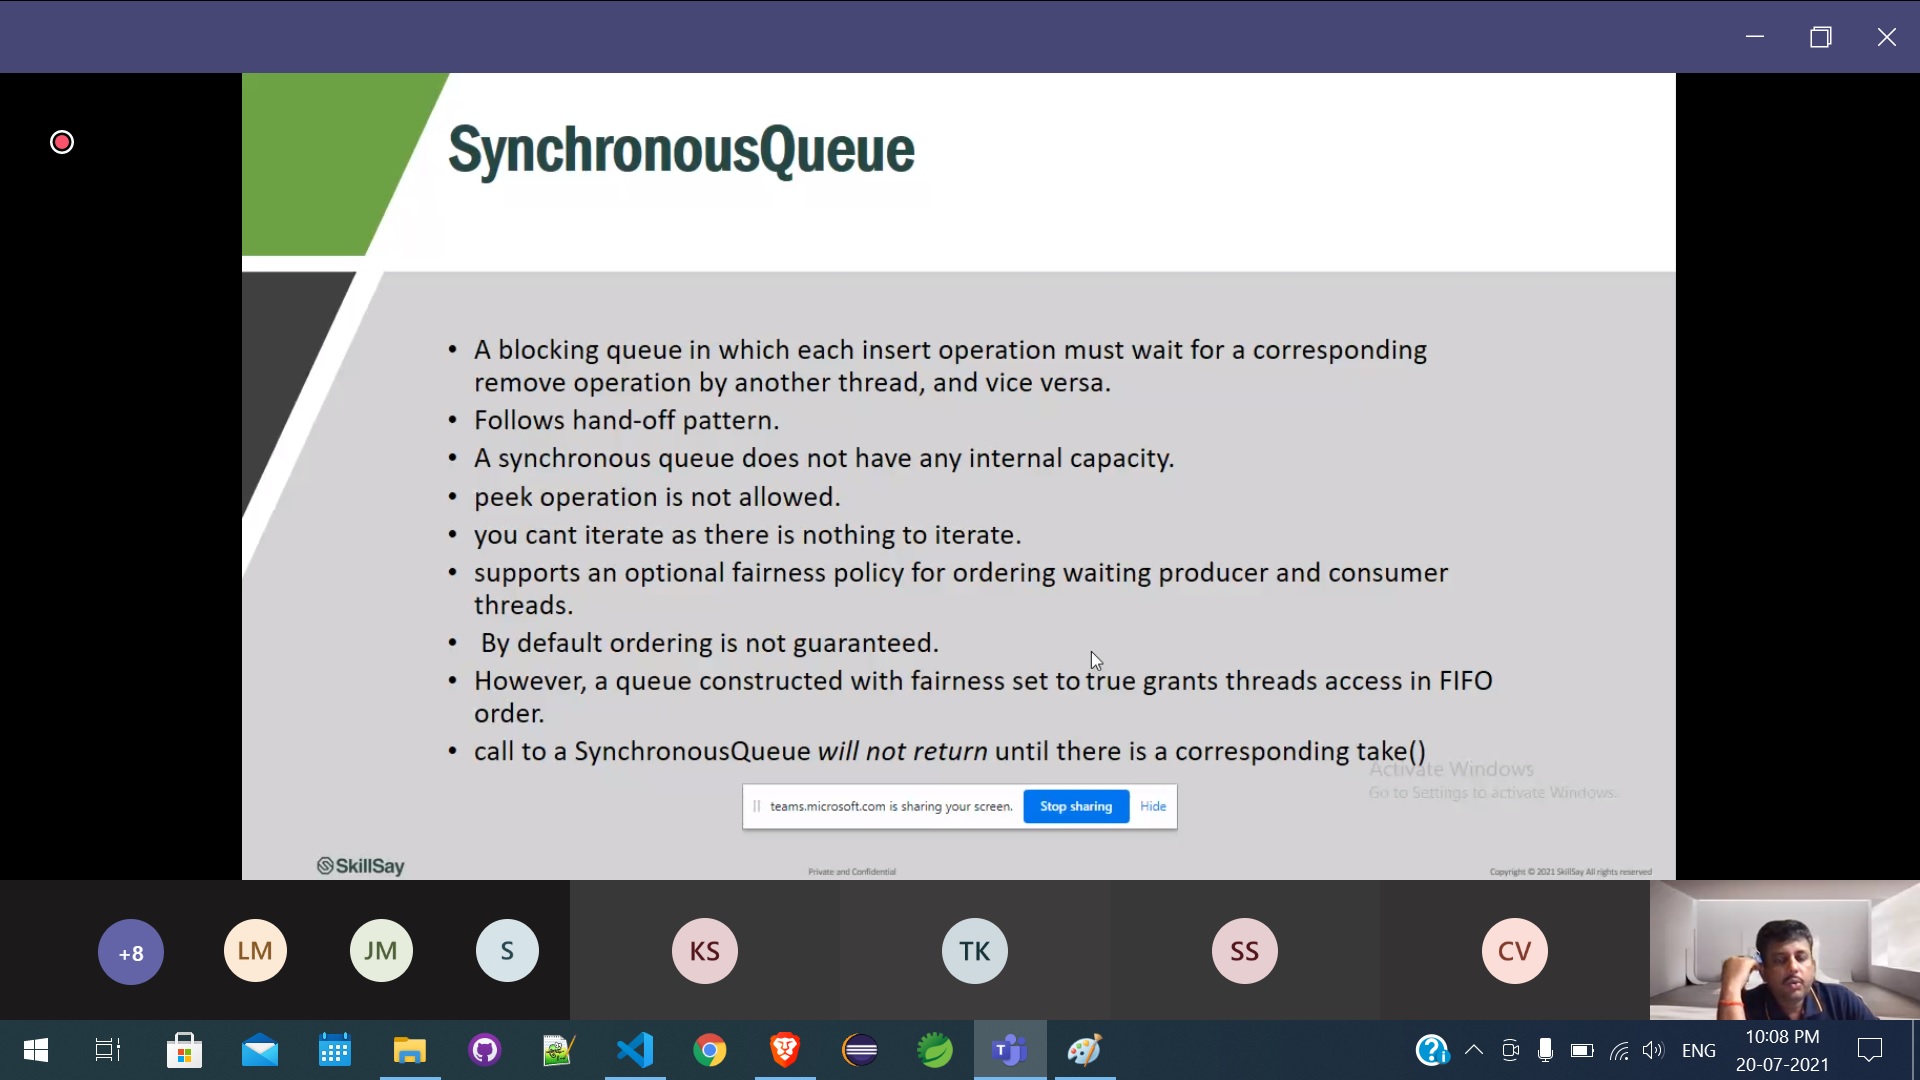 SynchronousQueue
• A blocking queue in which each insert operation must wait for a corresponding
remove operation by another thread, and vice versa.
• Follows hand-off pattern.
• A synchronous queue does not have any internal capacity.
• peek operation is not allowed.
• you cant iterate as there is nothing to iterate.
• supports an optional fairness policy for ordering waiting producer and consumer
threads.
• By default ordering is not guaranteed.
• However, a queue constructed with fairness set to true grants threads access in FIFO
order.
• call to a SynchronousQueue will not return until there is a corresponding take()
Activate Windows
Go to Settings to activate Windows.
teams.microsoft.com is sharing your screen. Stop sharing Hide
SkillSay Private and Confidential Copyright © 2021 SkillSay All rights reserved
+8 LM JM S KS TK SS CV
ENG
10:08 PM
20-07-2021